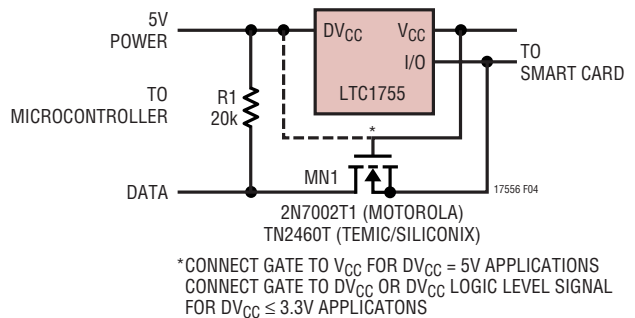 5V
POWER
DVCC
VCC
I/O
TO
SMART CARD
LTC1755
TO
MICROCONTROLLER
R1
20k
*
MN1
DATA
17556 F04
2N7002T1 (MOTOROLA)
TN2460T (TEMIC/SILICONIX)
*CONNECT GATE TO VCC FOR DVCC = 5V APPLICATIONS
CONNECT GATE TO DVCC OR DVCC LOGIC LEVEL SIGNAL
FOR DVCC ≤ 3.3V APPLICATONS